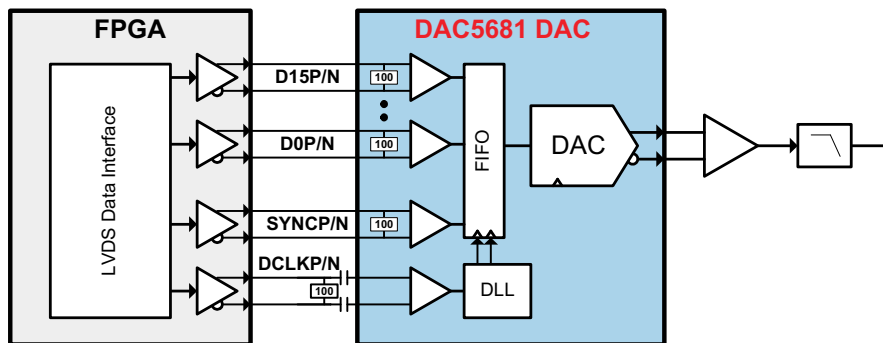 FPGA
DAC5681 DAC
LVDS Data Interface
D15P/N
100
D0P/N
100
SYNCP/N
100
DCLKP/N
100
FIFO
DLL
DAC